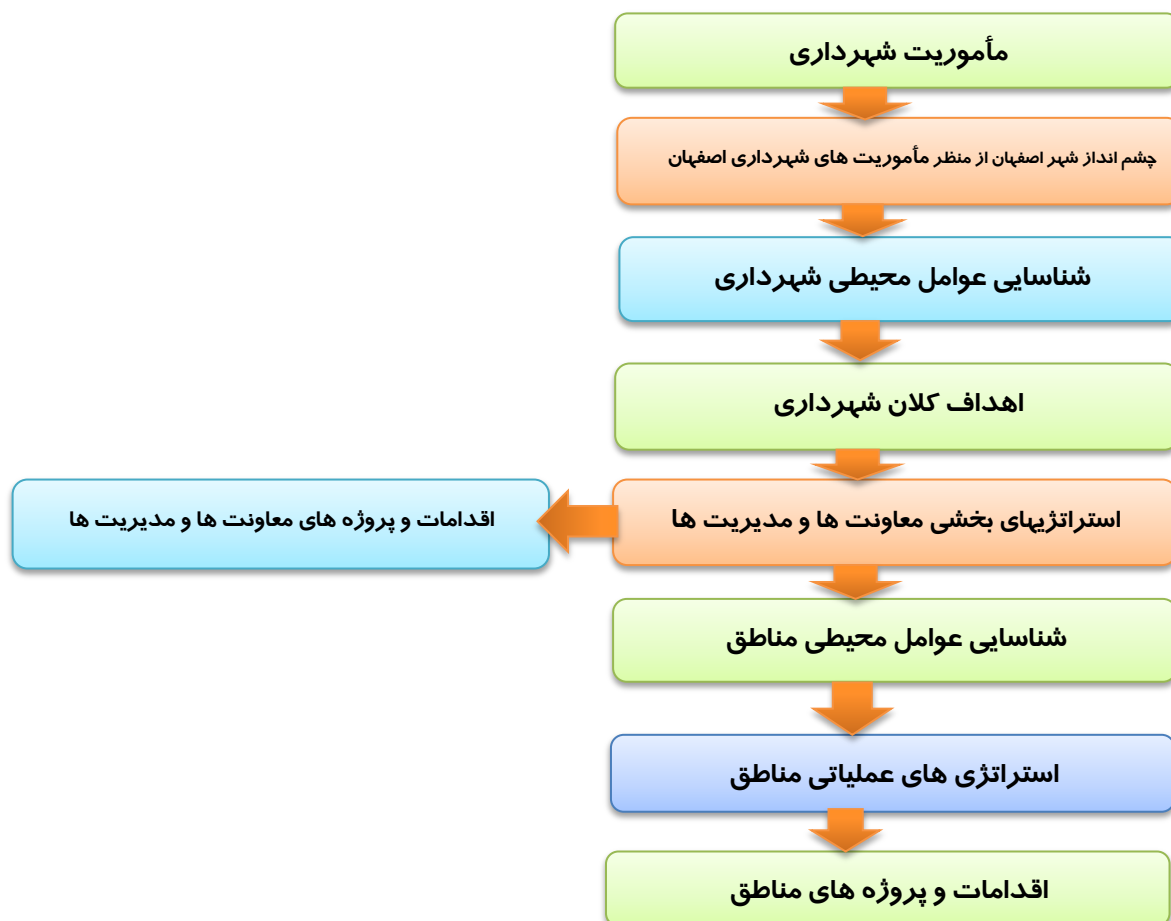 مأموریت شهرداری
چشم انداز شهر اصفهان از منظر مأموریت های شهرداری اصفهان
شناسایی عوامل محیطی شهرداری
اهداف کلان شهرداری
استراتژیهای بخشی معاونت ها و مدیریت ها
اقدامات و پروژه های معاونت ها و مدیریت ها
شناسایی عوامل محیطی مناطق
استراتژی های عملیاتی مناطق
اقدامات و پروژه های مناطق